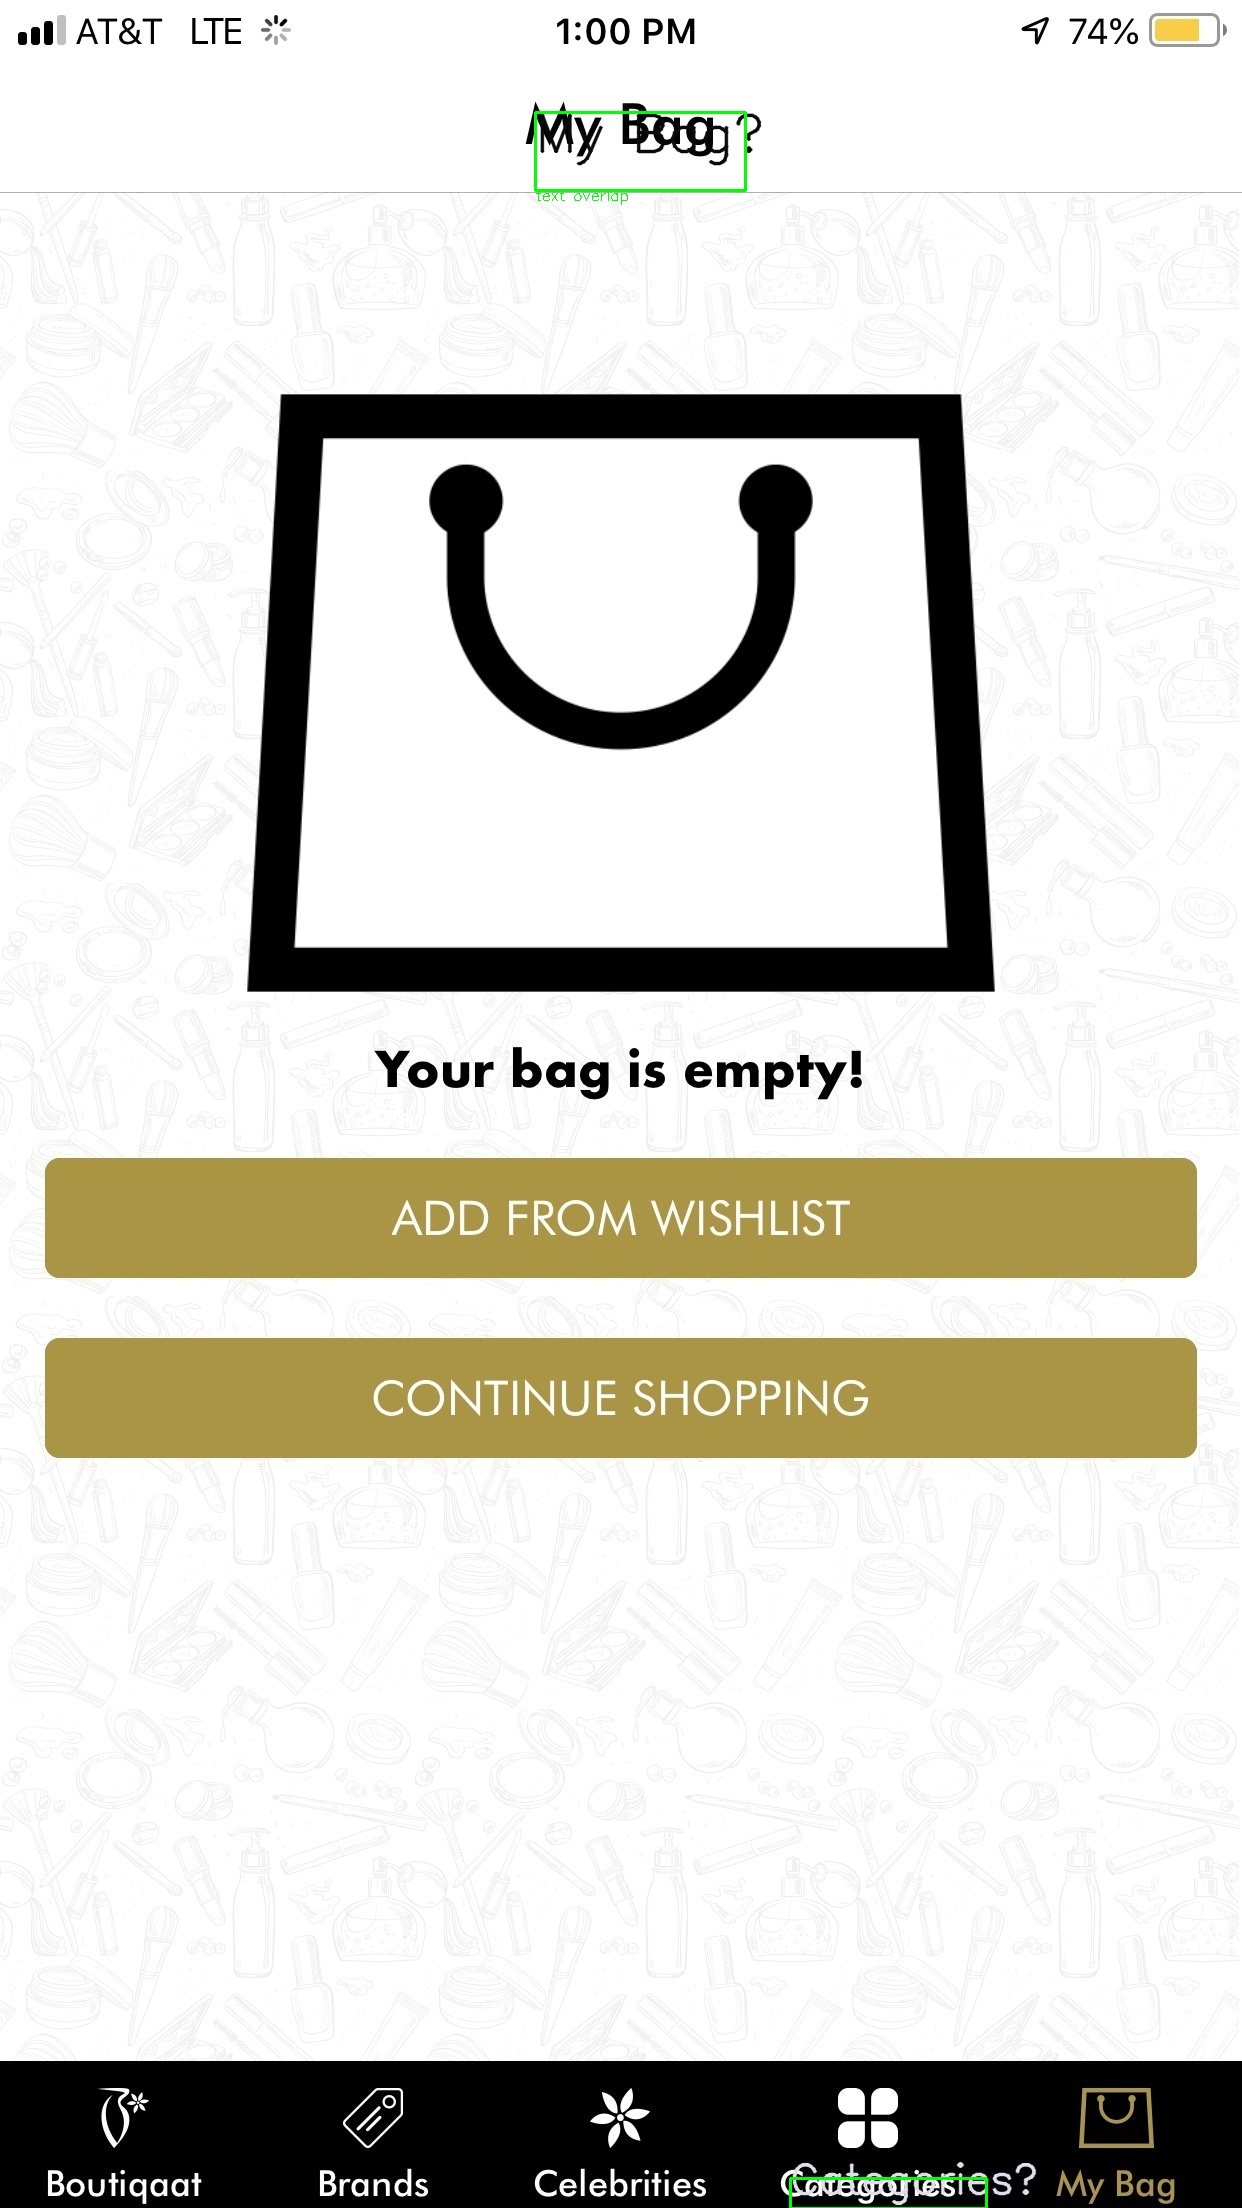 AT&T LTE 1:00 PM 74%
My Bag
My Bag?
text overlap
Your bag is empty!
ADD FROM WISHLIST
CONTINUE SHOPPING
Boutiqaat Brands Celebrities Categories My Bag
Categories?